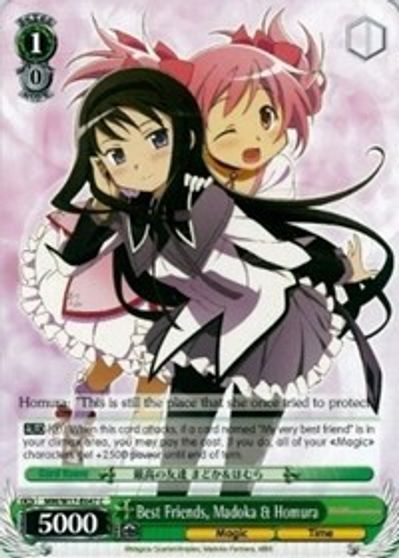 1
0
Homura: "This is still the place that she once tried to protect
When this card attacks, if a card named "My very best friend" is in
your climax area, you may pay the cost. If you do, all your «Magic»
characters get +2500 power until end of turn.
最高の友達 まどか&ほむら
5000
Best Friends, Madoka & Homura
Magic
Time